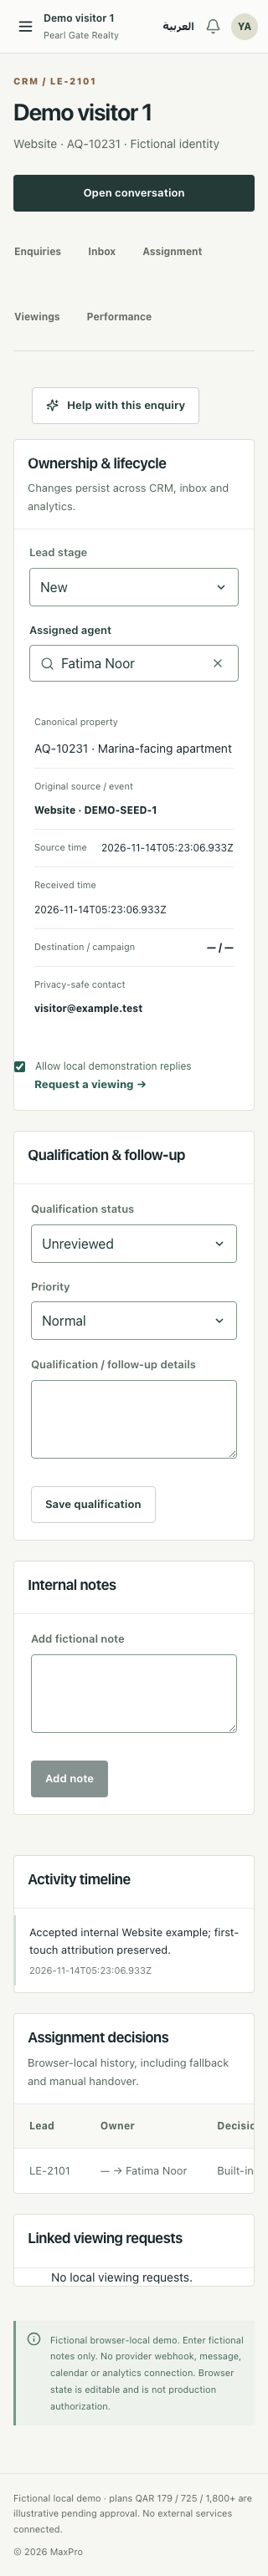 Demo visitor 1
Pearl Gate Realty
العربية
YA
CRM / LE-2101
Demo visitor 1
Website · AQ-10231 · Fictional identity
Open conversation
Enquiries Inbox Assignment
Viewings Performance
Help with this enquiry
Ownership & lifecycle
Changes persist across CRM, inbox and
analytics.
Lead stage
New
Assigned agent
Fatima Noor
Canonical property
AQ-10231 · Marina-facing apartment
Original source / event
Website · DEMO-SEED-1
Source time 2026-11-14T05:23:06.933Z
Received time
2026-11-14T05:23:06.933Z
Destination / campaign — / —
Privacy-safe contact
visitor@example.test
Allow local demonstration replies
Request a viewing →
Qualification & follow-up
Qualification status
Unreviewed
Priority
Normal
Qualification / follow-up details
Save qualification
Internal notes
Add fictional note
Add note
Activity timeline
Accepted internal Website example; first-
touch attribution preserved.
2026-11-14T05:23:06.933Z
Assignment decisions
Browser-local history, including fallback
and manual handover.
Lead Owner Decisio
LE-2101 — → Fatima Noor Built-in
Linked viewing requests
No local viewing requests.
Fictional browser-local demo. Enter fictional
notes only. No provider webhook, message,
calendar or analytics connection. Browser
state is editable and is not production
authorization.
Fictional local demo · plans QAR 179 / 725 / 1,800+ are
illustrative pending approval. No external services
connected.
© 2026 MaxPro